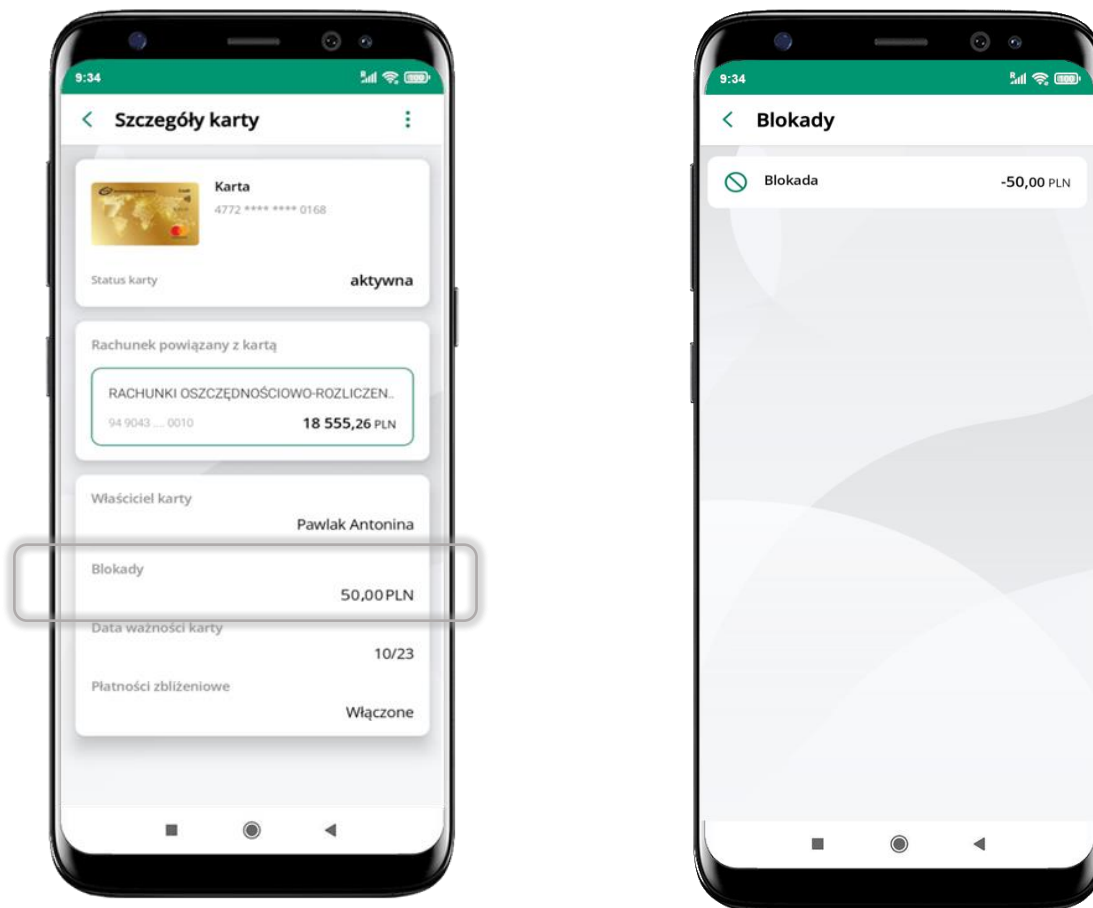 9:34
Szczegóły karty
Karta
4772 **** **** 0168
Status karty
aktywna
Rachunek powiązany z kartą
RACHUNKI OSZCZĘDNOŚCIOWO-ROZLICZEN..
94 9043 .... 0010
18 555,26 PLN
Właściciel karty
Pawlak Antonina
Blokady
50,00 PLN
Data ważności karty
10/23
Płatności zbliżeniowe
Włączone
9:34
Blokady
Blokada
-50,00 PLN